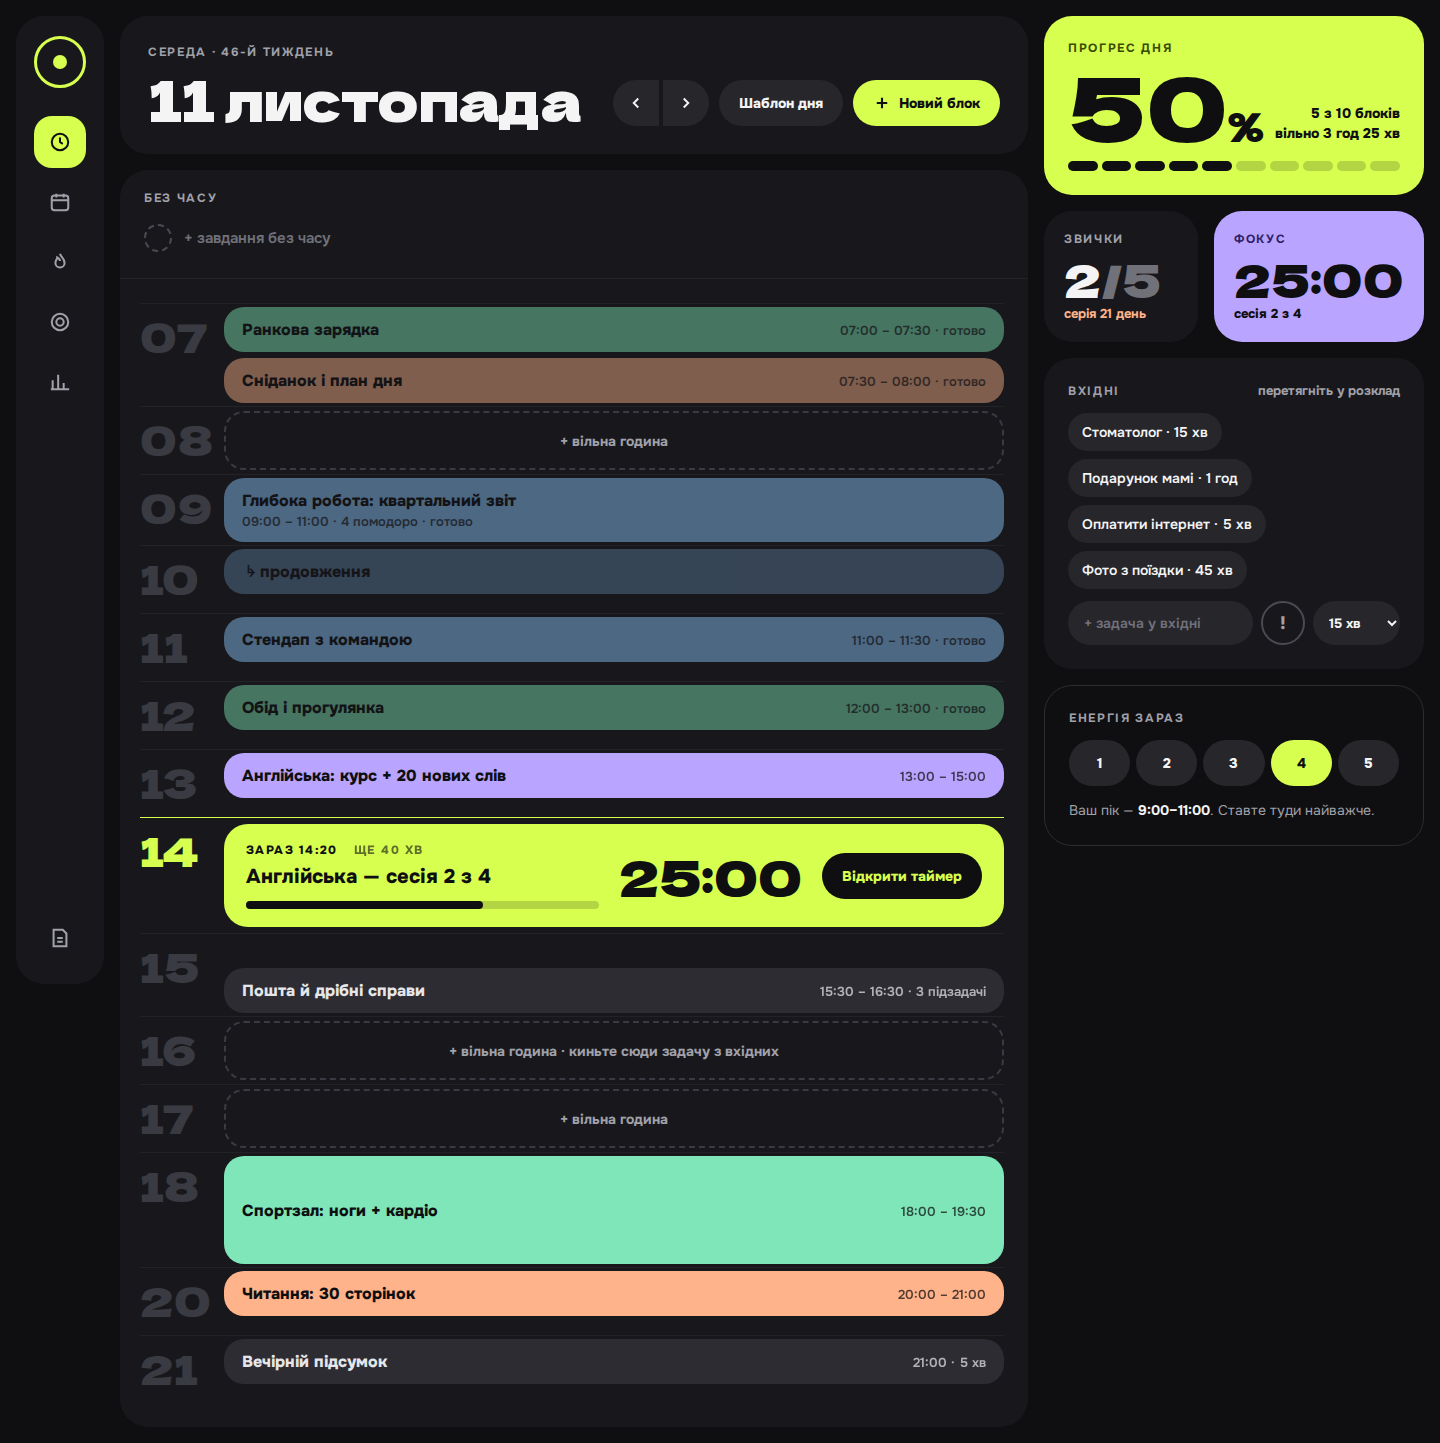 СЕРЕДА · 46-Й ТИЖДЕНЬ
11 листопада
Шаблон дня
+ Новий блок
БЕЗ ЧАСУ
+ завдання без часу
07
Ранкова зарядка
07:00 – 07:30 · готово
Сніданок і план дня
07:30 – 08:00 · готово
08
+ вільна година
09
Глибока робота: квартальний звіт
09:00 – 11:00 · 4 помодоро · готово
10
↳ продовження
11
Стендап з командою
11:00 – 11:30 · готово
12
Обід і прогулянка
12:00 – 13:00 · готово
13
Англійська: курс + 20 нових слів
13:00 – 15:00
14
ЗАРАЗ 14:20 ЩЕ 40 ХВ
Англійська — сесія 2 з 4
25:00
Відкрити таймер
15
Пошта й дрібні справи
15:30 – 16:30 · 3 підзадачі
16
+ вільна година · киньте сюди задачу з вхідних
17
+ вільна година
18
Спортзал: ноги + кардіо
18:00 – 19:30
20
Читання: 30 сторінок
20:00 – 21:00
21
Вечірній підсумок
21:00 · 5 хв
ПРОГРЕС ДНЯ
50%
5 з 10 блоків
вільно 3 год 25 хв
ЗВИЧКИ
2/5
серія 21 день
ФОКУС
25:00
сесія 2 з 4
ВХІДНІ
перетягніть у розклад
Стоматолог · 15 хв
Подарунок мамі · 1 год
Оплатити інтернет · 5 хв
Фото з поїздки · 45 хв
+ задача у вхідні
!
15 хв
ЕНЕРГІЯ ЗАРАЗ
1 2 3 4 5
Ваш пік — 9:00–11:00. Ставте туди найважче.